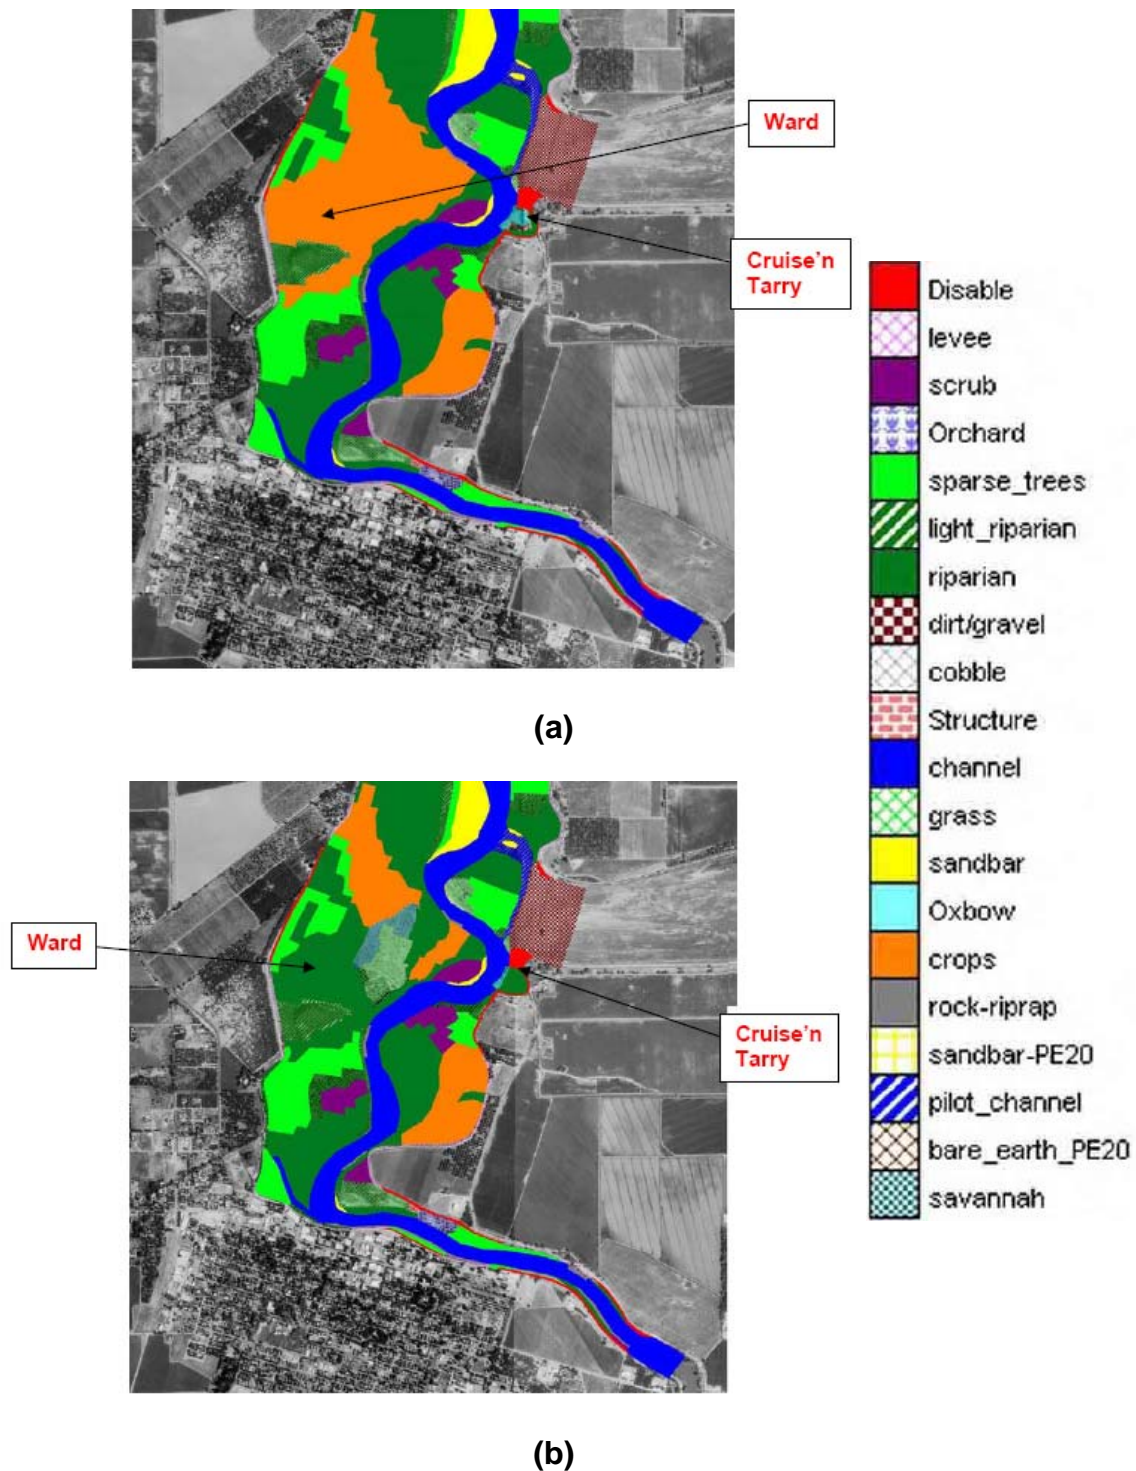 Ward
Cruise'n
Tarry
(a)
Disable
levee
scrub
Orchard
sparse_trees
light_riparian
riparian
dirt/gravel
cobble
Structure
channel
grass
sandbar
Oxbow
crops
rock-riprap
sandbar-PE20
pilot_channel
bare_earth_PE20
savannah
Ward
Cruise'n
Tarry
(b)